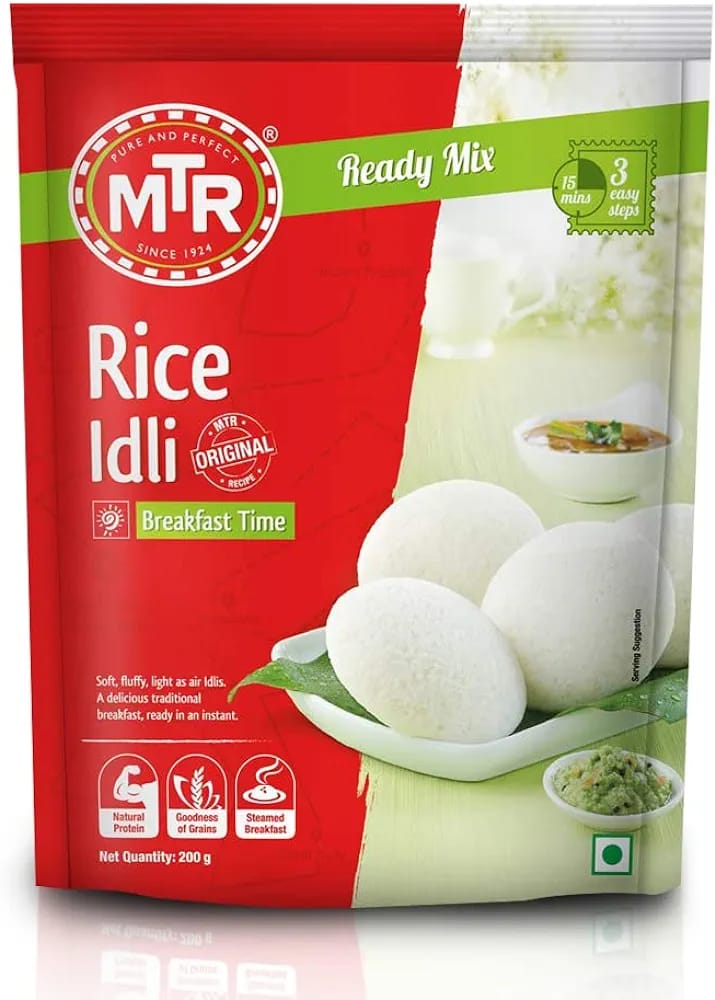 PURE AND PERFECT
MTR
SINCE 1924
®
Ready Mix
15
mins
3
easy
steps
Rice
Idli
MTR
ORIGINAL
RECIPE
Breakfast Time
Serving Suggestion
Soft, fluffy, light as air Idlis.
A delicious traditional
breakfast, ready in an instant.
Natural
Protein
Goodness
of Grains
Steamed
Breakfast
Net Quantity: 200 g